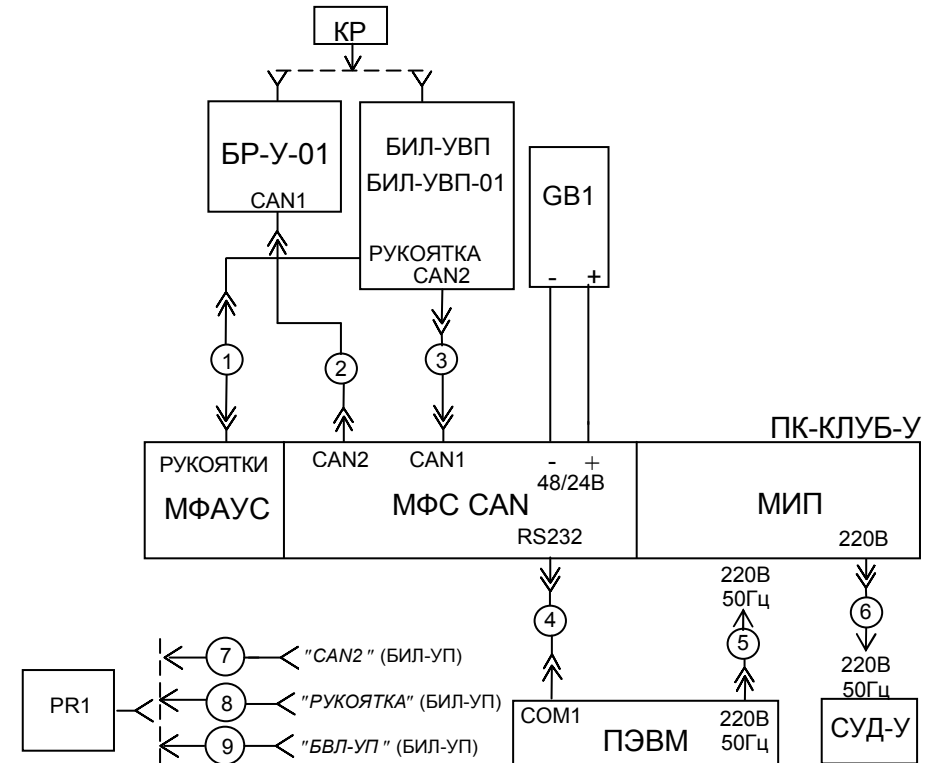 КР
БР-У-01
CAN1
БИЛ-УВП
БИЛ-УВП-01
РУКОЯТКА
CAN2
GB1
- +
1
2
3
ПК-КЛУБ-У
РУКОЯТКИ
МФАУС
CAN2 CAN1
- +
48/24В
МФС CAN
RS232
МИП
220В
4
220В
50Гц
5
6
220В
50Гц
PR1
7 "CAN2 " (БИЛ-УП)
8 "РУКОЯТКА" (БИЛ-УП)
9 "БВЛ-УП " (БИЛ-УП)
COM1
ПЭВМ
220В
50Гц
СУД-У